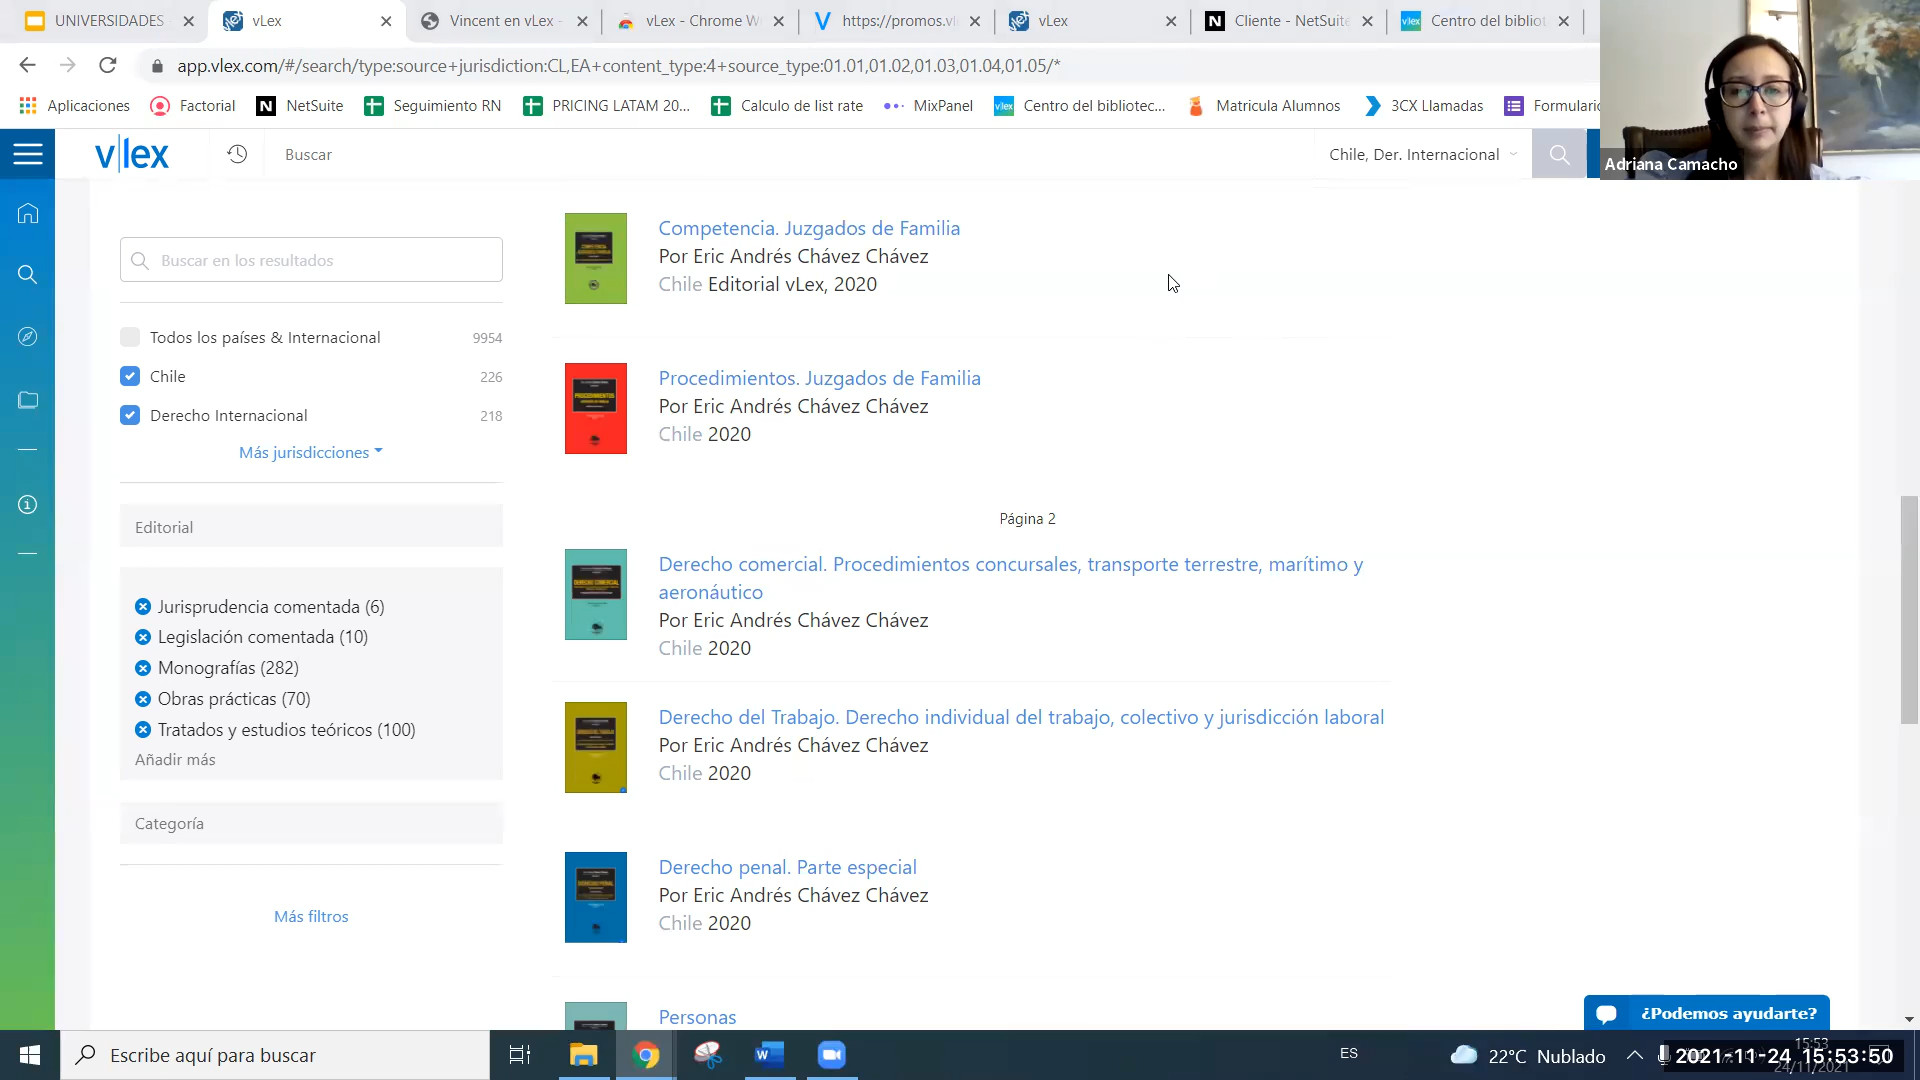 UNIVERSIDADES
vLex
Vincent en vLex -
vLex - Chrome W
https://promos.vl
vLex
Cliente - NetSuite
Centro del bibliot
app.vlex.com/#/search/type:source+jurisdiction:CL,EA+content_type:4+source_type:01.01,01.02,01.03,01.04,01.05/*
Aplicaciones
Factorial
NetSuite
Seguimiento RN
PRICING LATAM 20...
Calculo de list rate
MixPanel
Centro del bibliotec...
Matricula Alumnos
3CX Llamadas
Formulario
Adriana Camacho
v|lex
Buscar
Chile, Der. Internacional
Buscar en los resultados
Todos los países & Internacional 9954
Chile 226
Derecho Internacional 218
Más jurisdicciones
Editorial
Jurisprudencia comentada (6)
Legislación comentada (10)
Monografías (282)
Obras prácticas (70)
Tratados y estudios teóricos (100)
Añadir más
Categoría
Más filtros
Competencia. Juzgados de Familia
Por Eric Andrés Chávez Chávez
Chile Editorial vLex, 2020
Procedimientos. Juzgados de Familia
Por Eric Andrés Chávez Chávez
Chile 2020
Página 2
Derecho comercial. Procedimientos concursales, transporte terrestre, marítimo y
aeronáutico
Por Eric Andrés Chávez Chávez
Chile 2020
Derecho del Trabajo. Derecho individual del trabajo, colectivo y jurisdicción laboral
Por Eric Andrés Chávez Chávez
Chile 2020
Derecho penal. Parte especial
Por Eric Andrés Chávez Chávez
Chile 2020
Personas
¿Podemos ayudarte?
Escribe aquí para buscar
ES
22°C Nublado
15:53
24/11/2021
2021-11-24 15:53:50